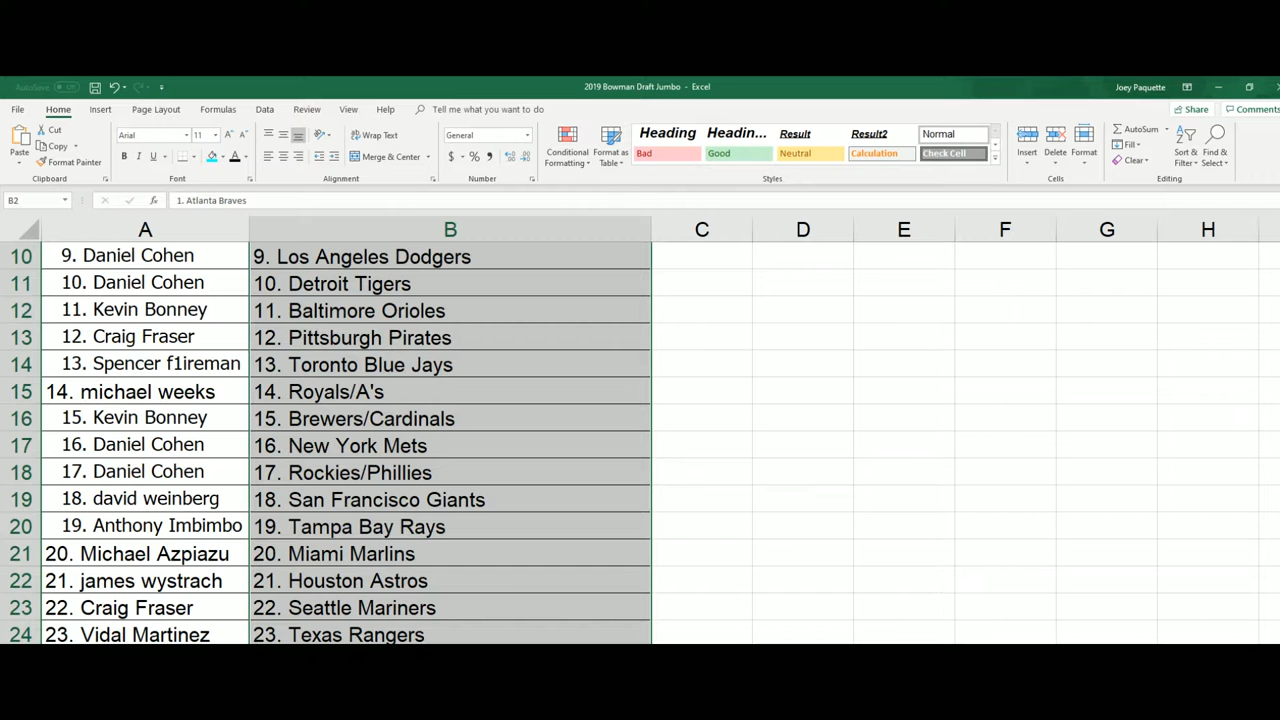 AutoSave Off 2019 Bowman Draft Jumbo - Excel Joey Paquette
File Home Insert Page Layout Formulas Data Review View Help Tell me what you want to do Share Comments
Paste Cut Copy Format Painter Clipboard
Arial 11 A A B I U A Font
Wrap Text Merge & Center Alignment
General $ % , Number
Conditional Formatting Format as Table
Heading Headin... Result Result2 Normal
Bad Good Neutral Calculation Check Cell
Styles
Insert Delete Format Cells
AutoSum Fill Clear Sort & Filter Find & Select Editing
B2 fx 1. Atlanta Braves
A B C D E F G H
10 9. Daniel Cohen 9. Los Angeles Dodgers
11 10. Daniel Cohen 10. Detroit Tigers
12 11. Kevin Bonney 11. Baltimore Orioles
13 12. Craig Fraser 12. Pittsburgh Pirates
14 13. Spencer f1ireman 13. Toronto Blue Jays
15 14. michael weeks 14. Royals/A's
16 15. Kevin Bonney 15. Brewers/Cardinals
17 16. Daniel Cohen 16. New York Mets
18 17. Daniel Cohen 17. Rockies/Phillies
19 18. david weinberg 18. San Francisco Giants
20 19. Anthony Imbimbo 19. Tampa Bay Rays
21 20. Michael Azpiazu 20. Miami Marlins
22 21. james wystrach 21. Houston Astros
23 22. Craig Fraser 22. Seattle Mariners
24 23. Vidal Martinez 23. Texas Rangers